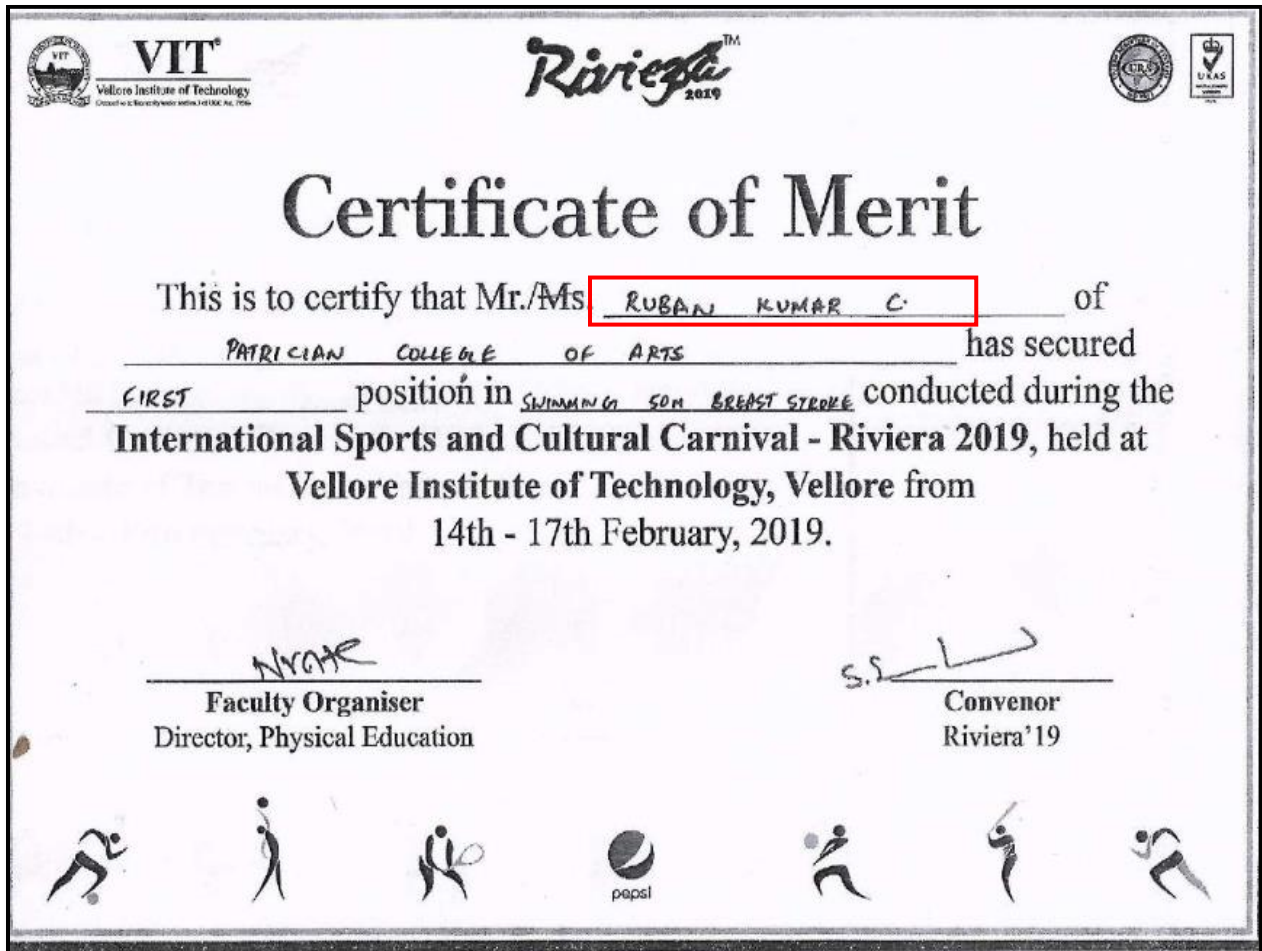 VIT®
Vellore Institute of Technology
Riviera™
2019
UKAS
Certificate of Merit
This is to certify that Mr./Ms. RUBAN KUMAR C. of
PATRICIAN COLLEGE OF ARTS has secured
FIRST position in SWIMMING 50M BREAST STROKE conducted during the
International Sports and Cultural Carnival - Riviera 2019, held at
Vellore Institute of Technology, Vellore from
14th - 17th February, 2019.
Faculty Organiser
Director, Physical Education
S.S
Convenor
Riviera'19
pepsi